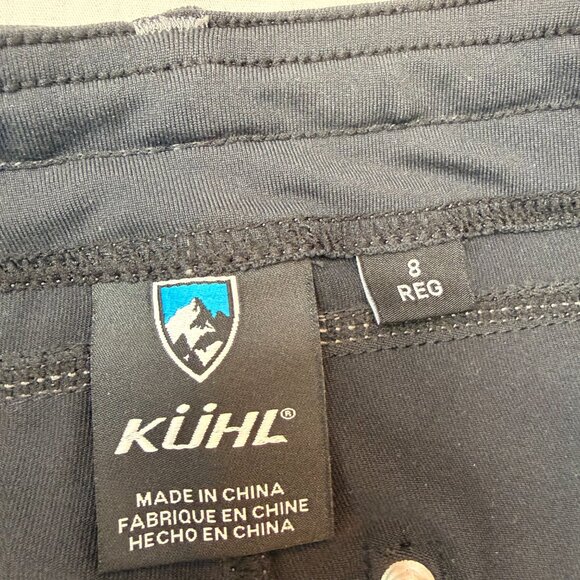 8
REG
KÜHL®
MADE IN CHINA
FABRIQUE EN CHINE
HECHO EN CHINA